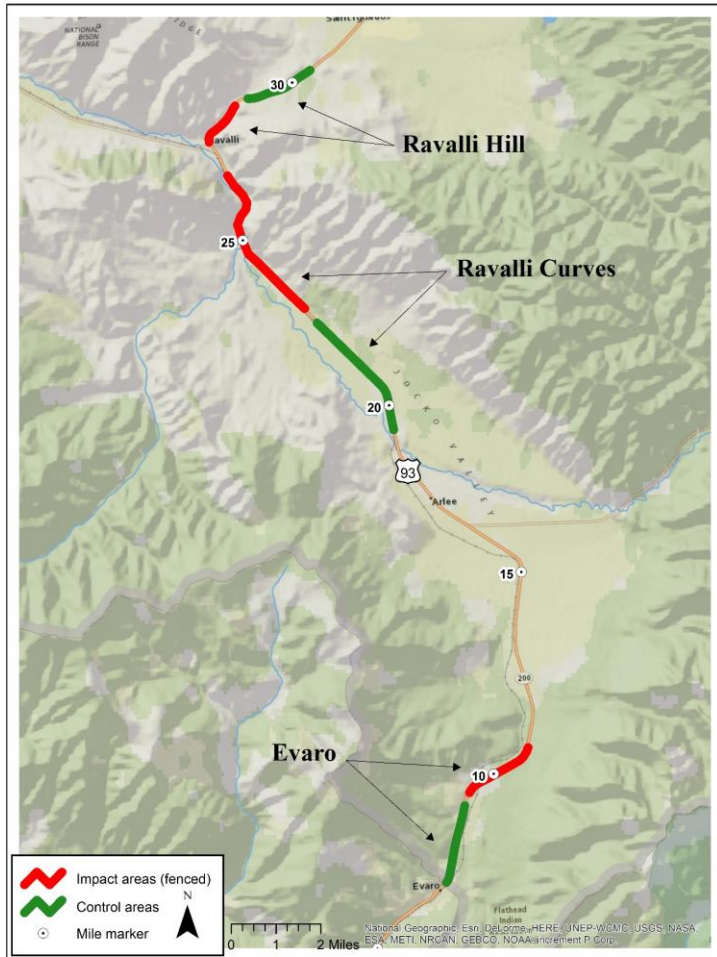 NATIONAL
BISON
RANGE
30
Ravalli Hill
25
Ravalli Curves
JOCKO VALLEY
20
93
Arlee
15
200
Evaro
10
Impact areas (fenced)
Control areas
Mile marker
N
0 1 2 Miles
Evaro
Flathead
Indian
National Geographic, Esri, DeLorme, HERE, UNEP-WCMC, USGS, NASA,
ESA, METI, NRCAN, GEBCO, NOAA, increment P Corp.